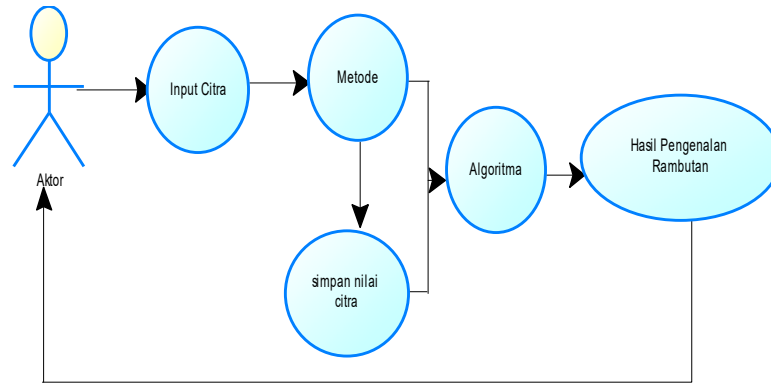 Aktor
Input Citra
Metode
simpan nilai
citra
Algoritma
Hasil Pengenalan
Rambutan